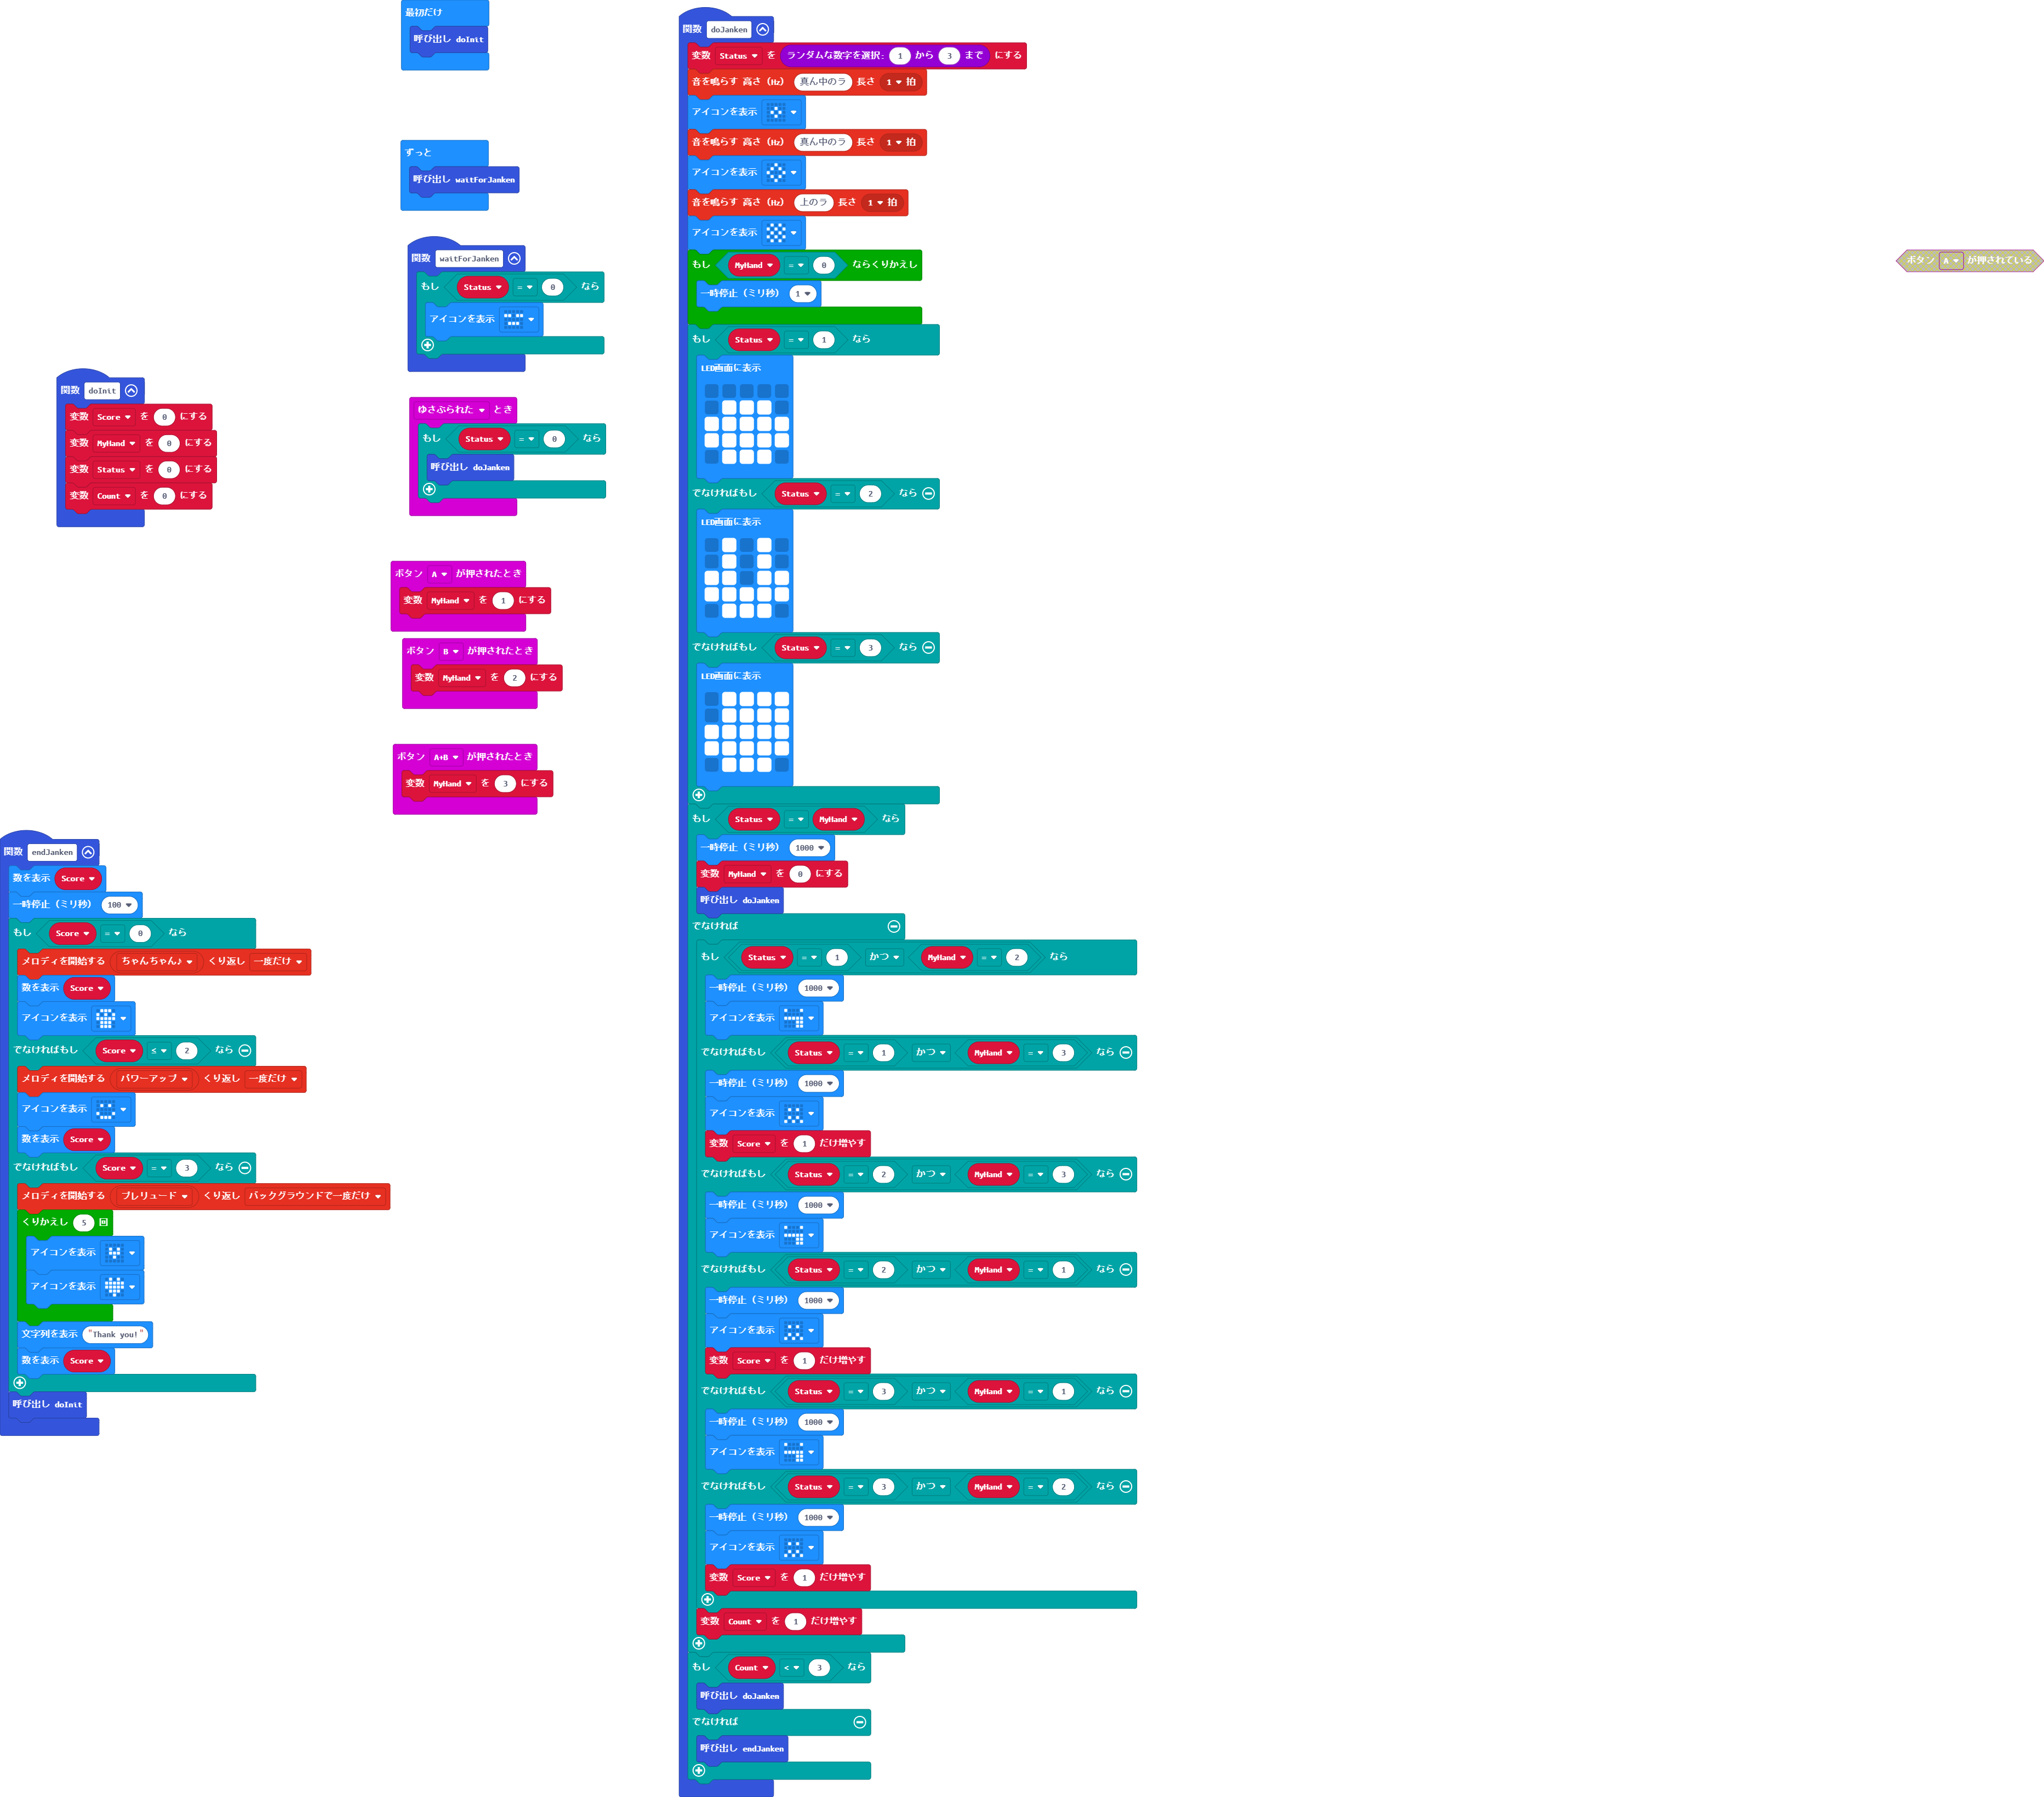 最初だけ
呼び出し doInit
ずっと
呼び出し waitForJanken
関数 waitForJanken
もし Status = 0 なら
アイコンを表示
ゆさぶられた とき
もし Status = 0 なら
呼び出し doJanken
関数 doInit
変数 Score を 0 にする
変数 MyHand を 0 にする
変数 Status を 0 にする
変数 Count を 0 にする
ボタン A が押されたとき
変数 MyHand を 1 にする
ボタン B が押されたとき
変数 MyHand を 2 にする
ボタン A+B が押されたとき
変数 MyHand を 3 にする
関数 endJanken
数を表示 Score
一時停止（ミリ秒） 100
もし Score = 0 なら
メロディを開始する ちゃんちゃん♪ くり返し 一度だけ
数を表示 Score
アイコンを表示
でなければもし Score ≤ 2 なら
メロディを開始する パワーアップ くり返し 一度だけ
アイコンを表示
数を表示 Score
でなければもし Score = 3 なら
メロディを開始する プレリュード くり返し バックグラウンドで一度だけ
くりかえし 5 回
アイコンを表示
アイコンを表示
文字列を表示 "Thank you!"
数を表示 Score
呼び出し doInit
関数 doJanken
変数 Status を ランダムな数字を選択: 1 から 3 まで にする
音を鳴らす 高さ（Hz） 真ん中のラ 長さ 1 拍
アイコンを表示
音を鳴らす 高さ（Hz） 真ん中のラ 長さ 1 拍
アイコンを表示
音を鳴らす 高さ（Hz） 上のラ 長さ 1 拍
アイコンを表示
もし MyHand = 0 ならくりかえし
一時停止（ミリ秒） 1
もし Status = 1 なら
LED画面に表示
でなければもし Status = 2 なら
LED画面に表示
でなければもし Status = 3 なら
LED画面に表示
もし Status = MyHand なら
一時停止（ミリ秒） 1000
変数 MyHand を 0 にする
呼び出し doJanken
でなければ
もし Status = 1 かつ MyHand = 2 なら
一時停止（ミリ秒） 1000
アイコンを表示
でなければもし Status = 1 かつ MyHand = 3 なら
一時停止（ミリ秒） 1000
アイコンを表示
変数 Score を 1 だけ増やす
でなければもし Status = 2 かつ MyHand = 3 なら
一時停止（ミリ秒） 1000
アイコンを表示
でなければもし Status = 2 かつ MyHand = 1 なら
一時停止（ミリ秒） 1000
アイコンを表示
変数 Score を 1 だけ増やす
でなければもし Status = 3 かつ MyHand = 1 なら
一時停止（ミリ秒） 1000
アイコンを表示
でなければもし Status = 3 かつ MyHand = 2 なら
一時停止（ミリ秒） 1000
アイコンを表示
変数 Score を 1 だけ増やす
変数 Count を 1 だけ増やす
もし Count < 3 なら
呼び出し doJanken
でなければ
呼び出し endJanken
ボタン A が押されている